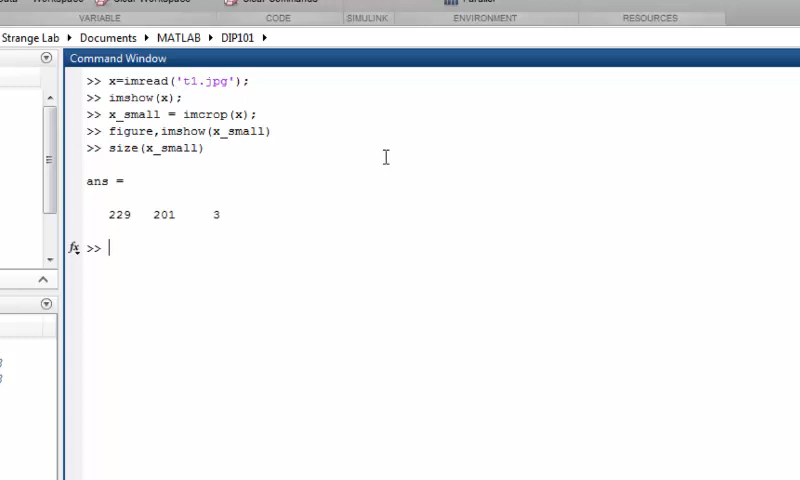 VARIABLE CODE SIMULINK ENVIRONMENT RESOURCES
Strange Lab ▸ Documents ▸ MATLAB ▸ DIP101 ▸
Command Window
>> x=imread('t1.jpg');
>> imshow(x);
>> x_small = imcrop(x);
>> figure,imshow(x_small)
>> size(x_small)
ans =
229 201 3
fx >>